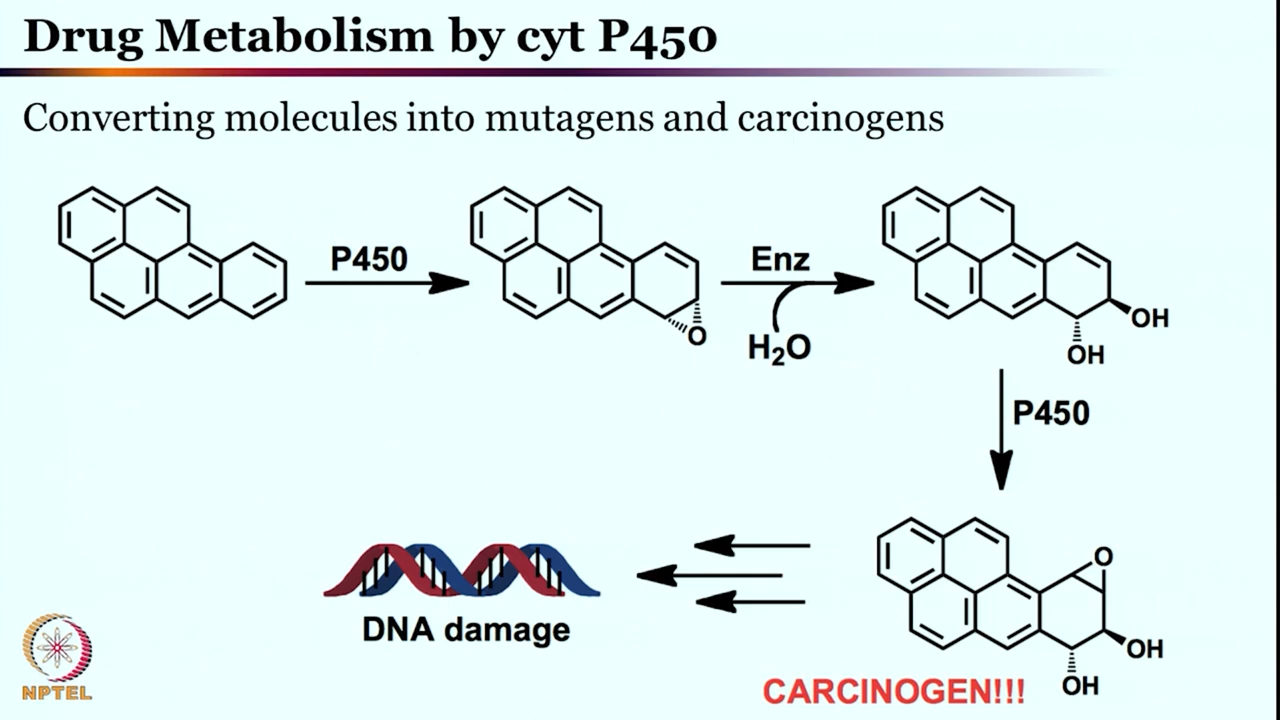 Drug Metabolism by cyt P450
Converting molecules into mutagens and carcinogens
P450
O
Enz
H₂O
OH
OH
P450
O
OH
OH
CARCINOGEN!!!
DNA damage
NPTEL